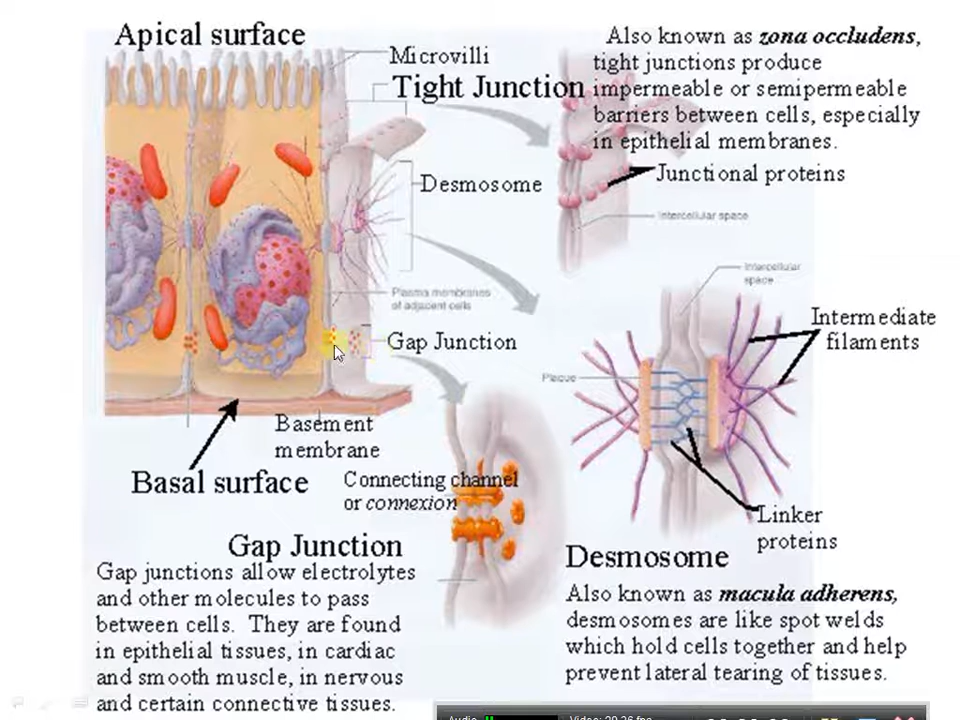 Apical surface
Microvilli
Tight Junction
Also known as zona occludens,
tight junctions produce
impermeable or semipermeable
barriers between cells, especially
in epithelial membranes.
Junctional proteins
Intercellular space
Desmosome
Plasma membranes
of adjacent cells
Gap Junction
Intercellular
space
Intermediate
filaments
Plaque
Basement
membrane
Basal surface
Connecting channel
or connexion
Linker
proteins
Gap Junction
Gap junctions allow electrolytes
and other molecules to pass
between cells. They are found
in epithelial tissues, in cardiac
and smooth muscle, in nervous
and certain connective tissues.
Desmosome
Also known as macula adherens,
desmosomes are like spot welds
which hold cells together and help
prevent lateral tearing of tissues.
Audio